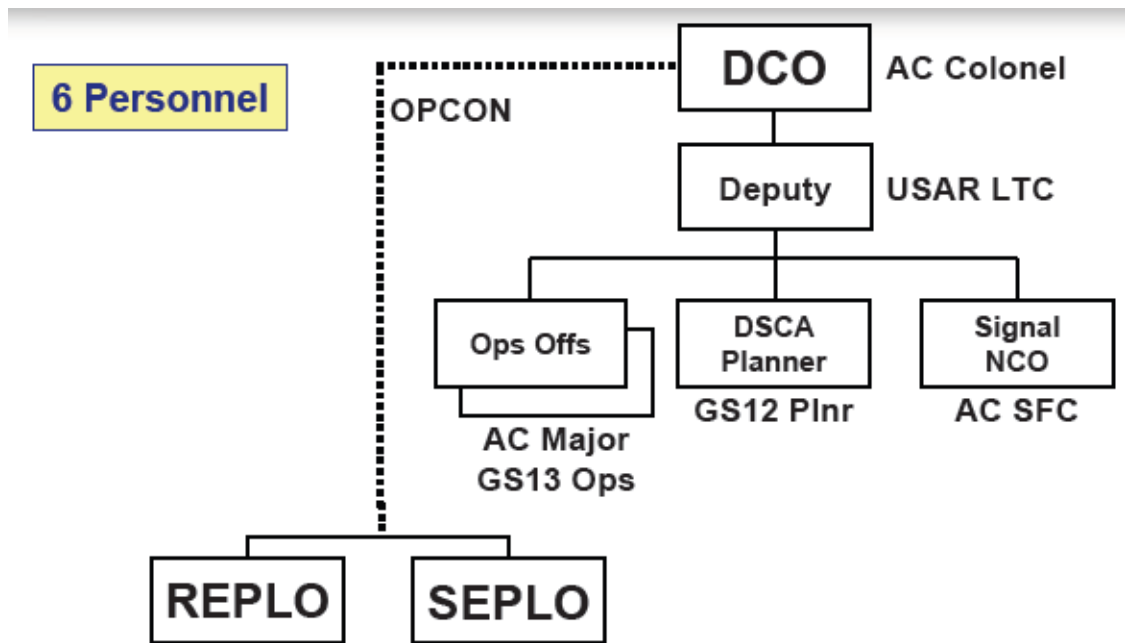 6 Personnel
DCO
AC Colonel
OPCON
Deputy
USAR LTC
Ops Offs
AC Major
GS13 Ops
DSCA
Planner
GS12 Plnr
Signal
NCO
AC SFC
REPLO
SEPLO